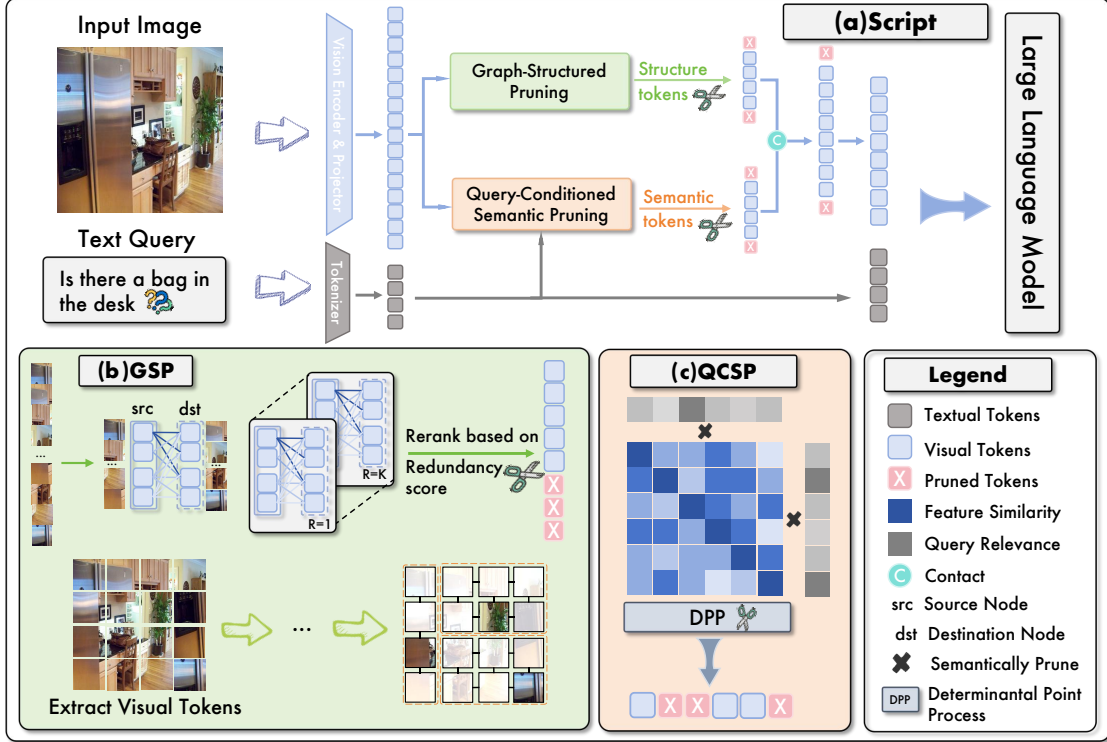 Input Image
(a)Script
Vision Encoder & Projector
Graph-Structured
Pruning
Structure
tokens
X
X
X
C
Query-Conditioned
Semantic Pruning
Semantic
tokens
X
X
X
Large Language Model
Text Query
Is there a bag in
the desk ???
Tokenizer
(b)GSP
src
dst
...
...
...
R=K
R=1
Rerank based on
Redundancy
score
X
X
X
...
Extract Visual Tokens
(c)QCSP
DPP
X
X
X
Legend
Textual Tokens
Visual Tokens
X
Pruned Tokens
Feature Similarity
Query Relevance
C
Contact
src
Source Node
dst
Destination Node
Semantically Prune
DPP
Determinantal Point
Process